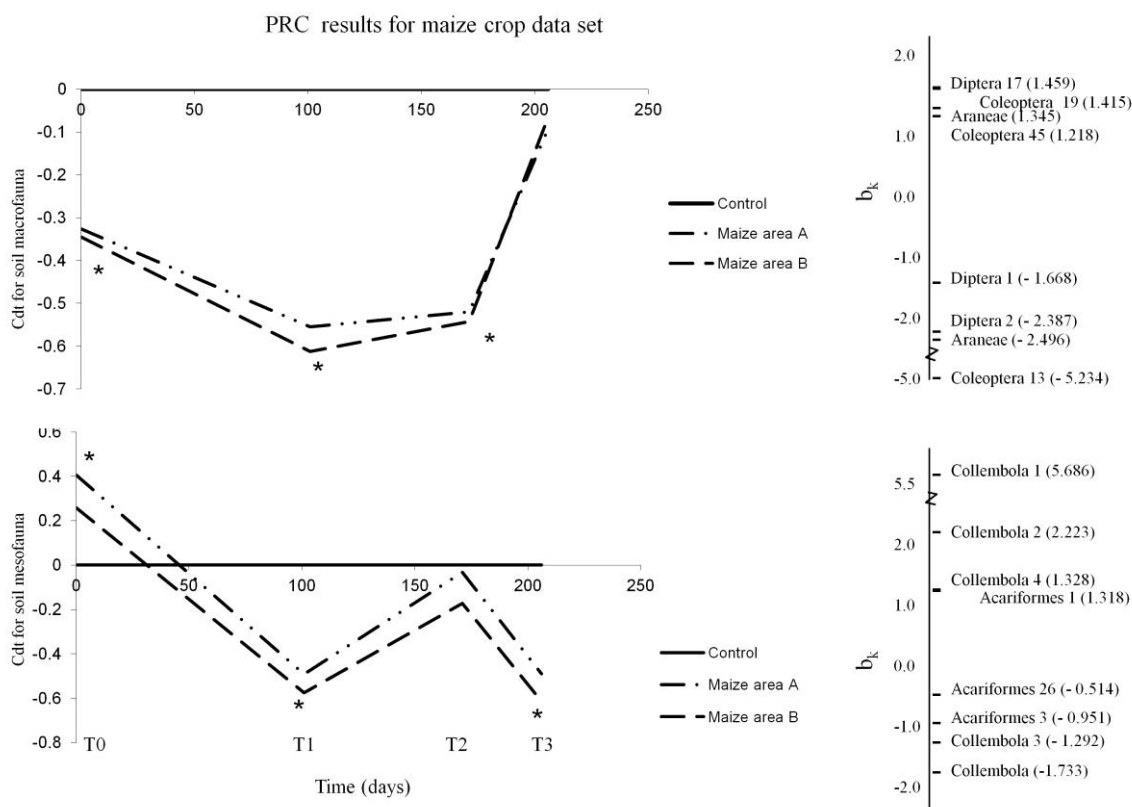 PRC results for maize crop data set
0
-0.1
-0.2
-0.3
-0.4
-0.5
-0.6
-0.7
0 50 100 150 200 250
Cdt for soil macrofauna
*
*
*
Control
Maize area A
Maize area B
2.0
1.0
0.0
-1.0
-2.0
-5.0
b_k
Diptera 17 (1.459)
Coleoptera 19 (1.415)
Araneae (1.345)
Coleoptera 45 (1.218)
Diptera 1 (- 1.668)
Diptera 2 (- 2.387)
Araneae (- 2.496)
Coleoptera 13 (- 5.234)
0.6
0.4
0.2
0
-0.2
-0.4
-0.6
-0.8
0 50 100 150 200 250
Cdt for soil mesofauna
*
*
*
T0 T1 T2 T3
Time (days)
Control
Maize area A
Maize area B
5.5
2.0
1.0
0.0
-1.0
-2.0
b_k
Collembola 1 (5.686)
Collembola 2 (2.223)
Collembola 4 (1.328)
Acariformes 1 (1.318)
Acariformes 26 (- 0.514)
Acariformes 3 (- 0.951)
Collembola 3 (- 1.292)
Collembola (-1.733)